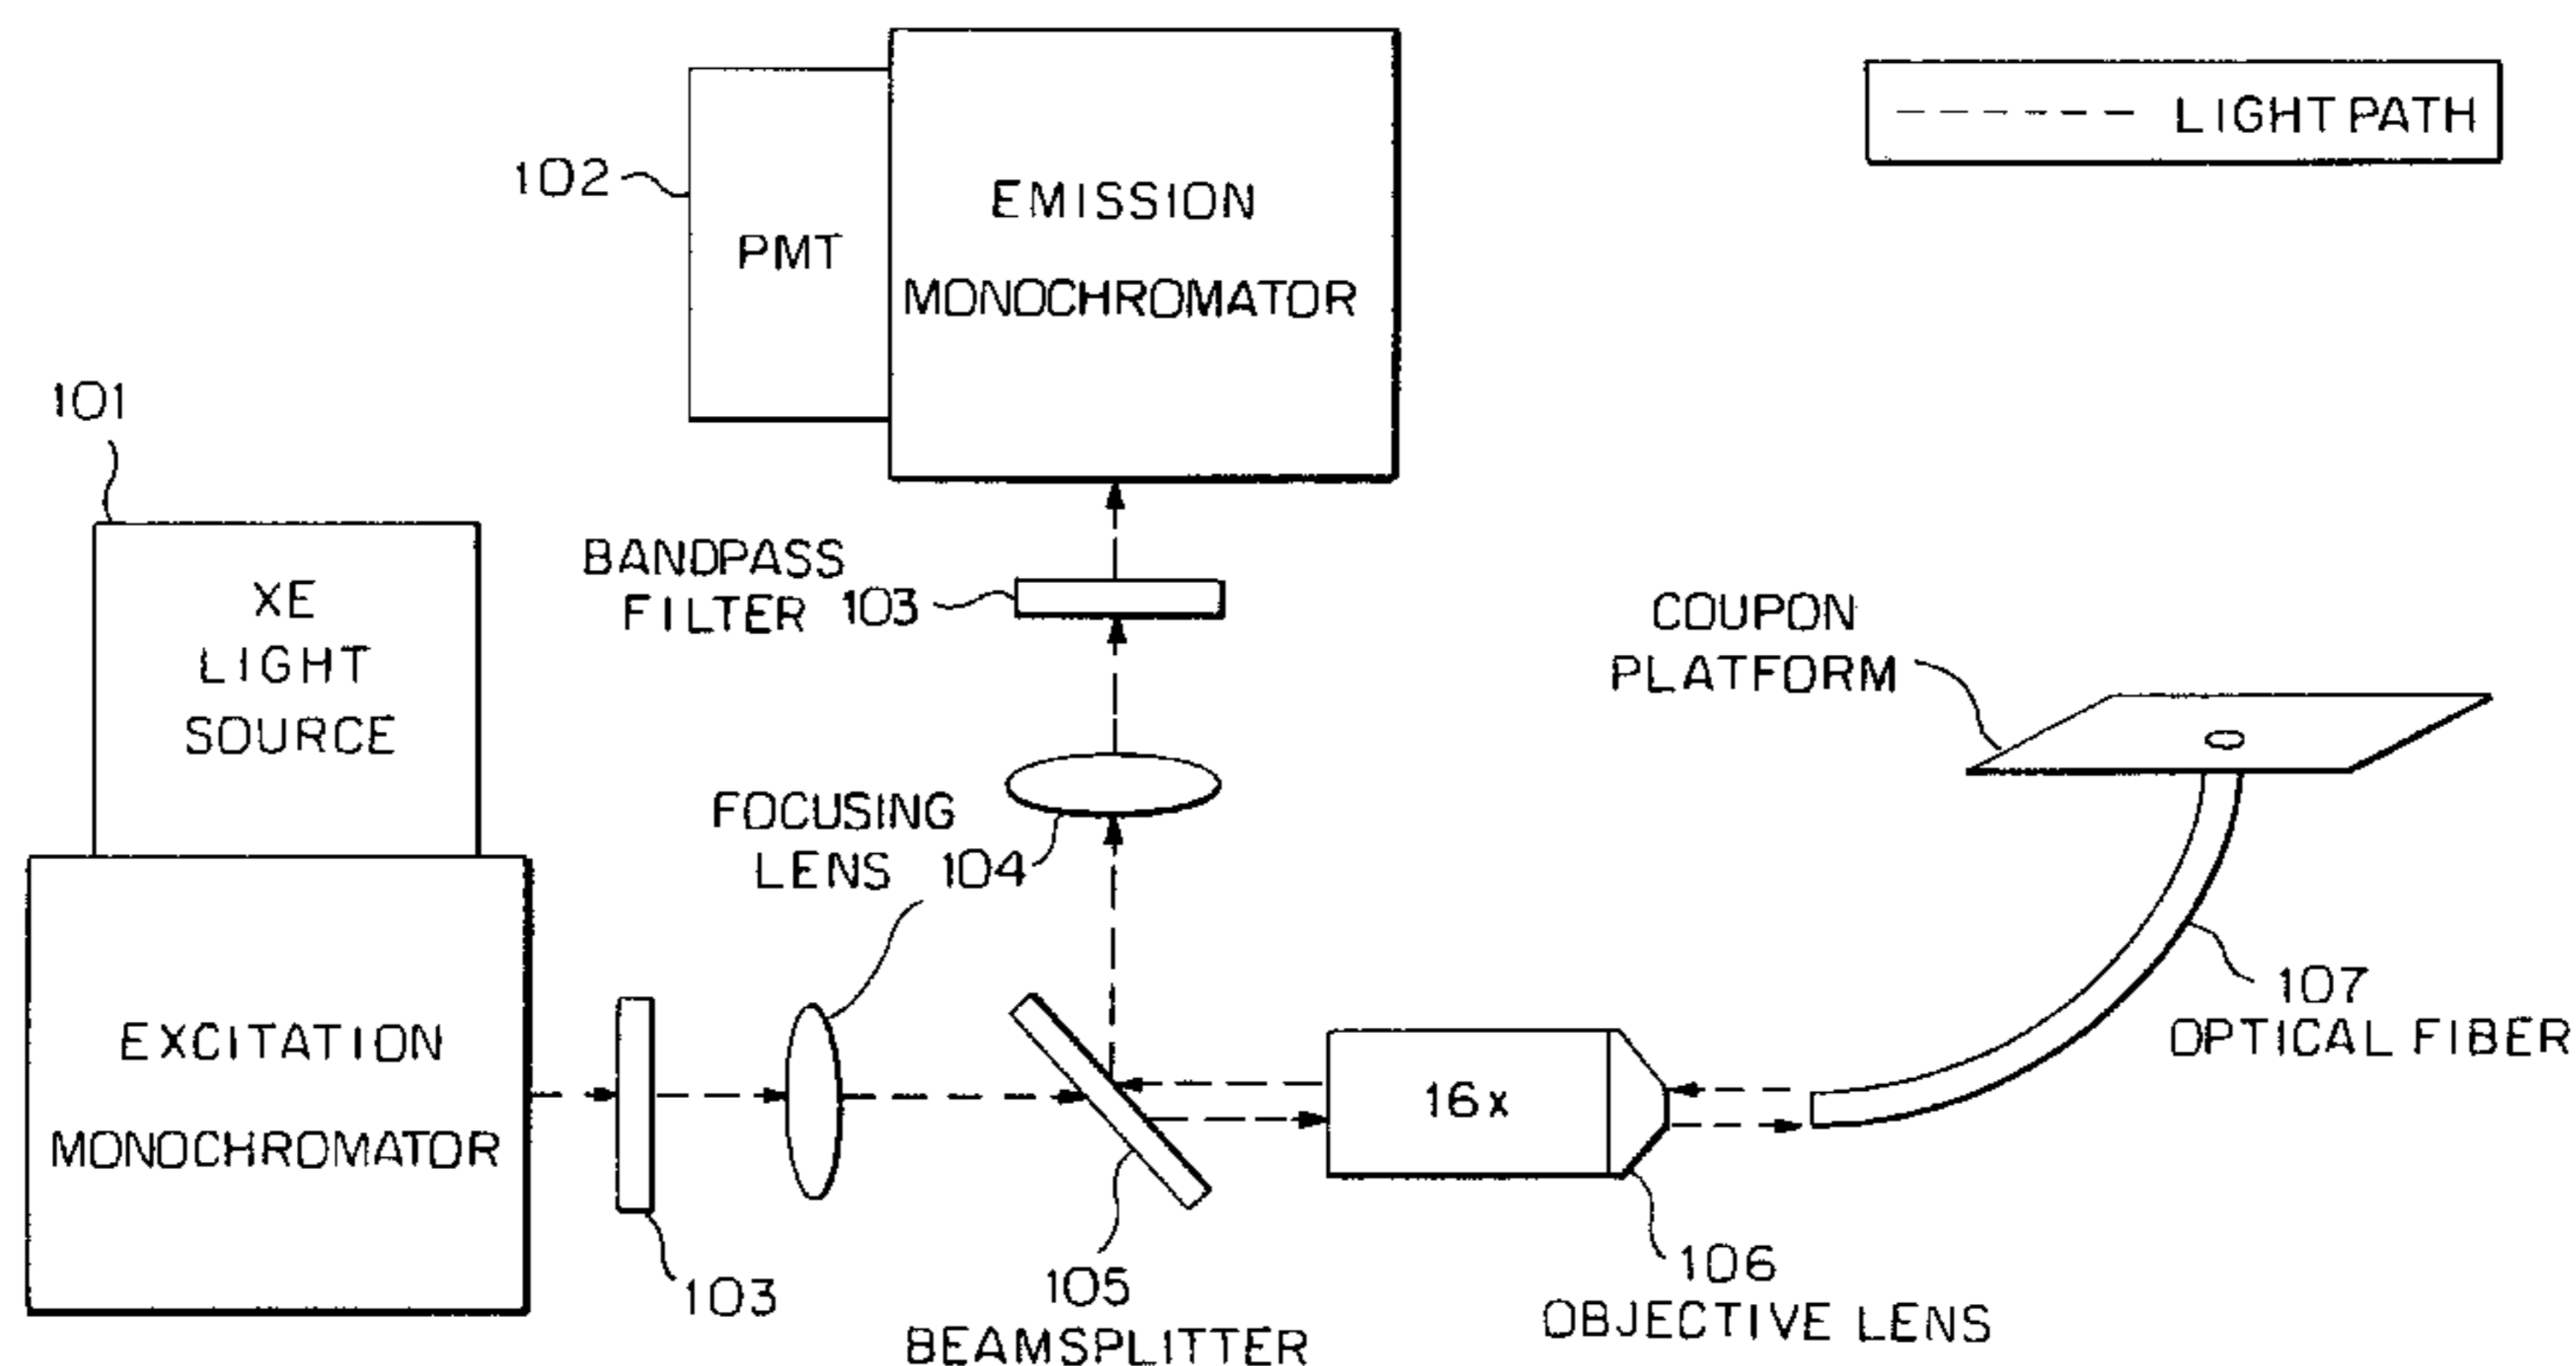 LIGHT PATH
102
PMT
EMISSION
MONOCHROMATOR
101
XE
LIGHT
SOURCE
BANDPASS
FILTER 103
COUPON
PLATFORM
FOCUSING
LENS 104
EXCITATION
MONOCHROMATOR
16x
107
OPTICAL FIBER
103
105
BEAMSPLITTER
106
OBJECTIVE LENS